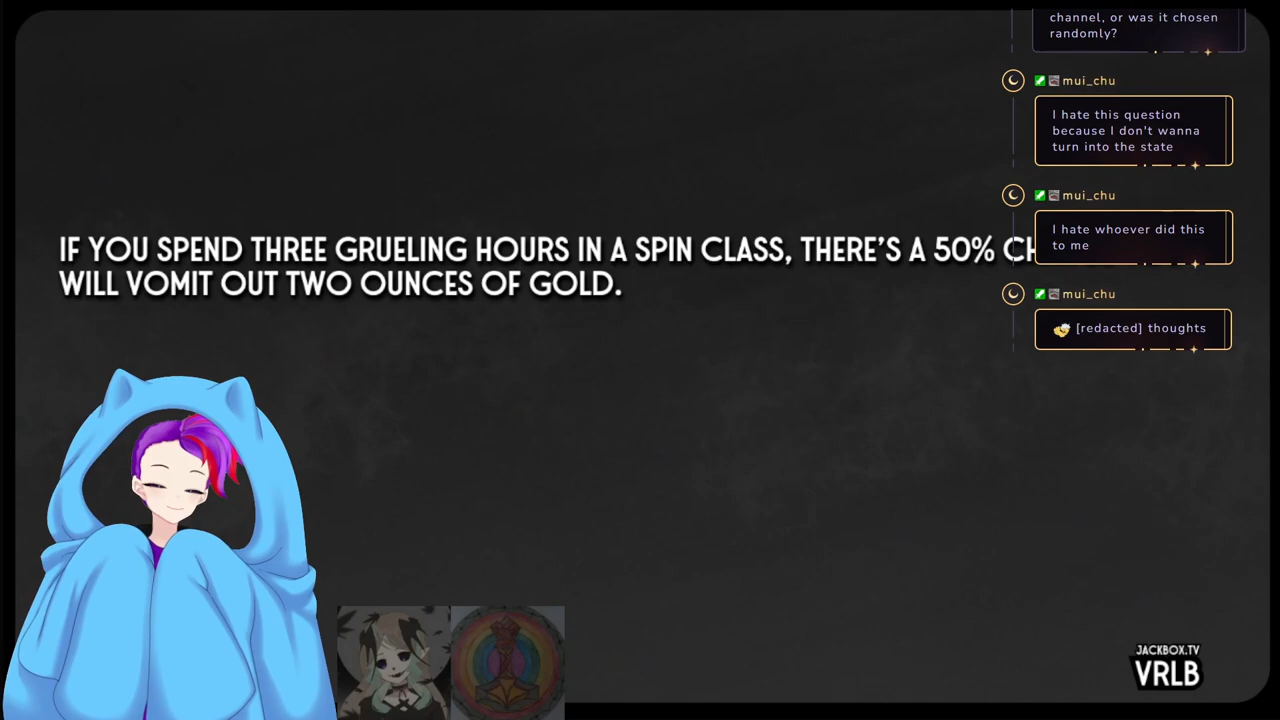 channel, or was it chosen
randomly?
mui_chu
I hate this question
because I don't wanna
turn into the state
mui_chu
I hate whoever did this
to me
mui_chu
[redacted] thoughts
IF YOU SPEND THREE GRUELING HOURS IN A SPIN CLASS, THERE'S A 50% CH
WILL VOMIT OUT TWO OUNCES OF GOLD.
JACKBOX.TV
VRLB